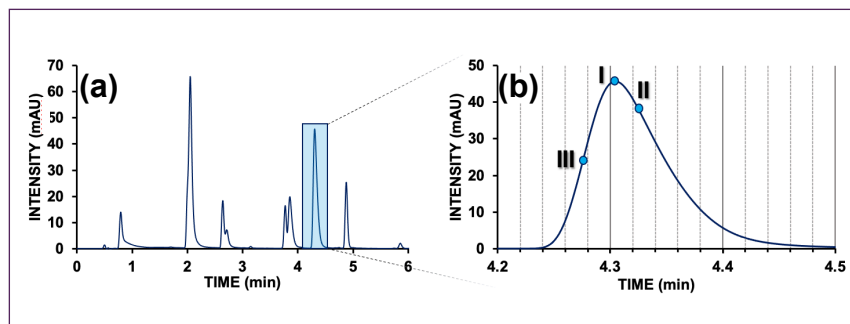 (a)
INTENSITY (mAU)
70
60
50
40
30
20
10
0
0 1 2 3 4 5 6
TIME (min)
(b)
INTENSITY (mAU)
50
40
30
20
10
0
I
II
III
4.2 4.3 4.4 4.5
TIME (min)